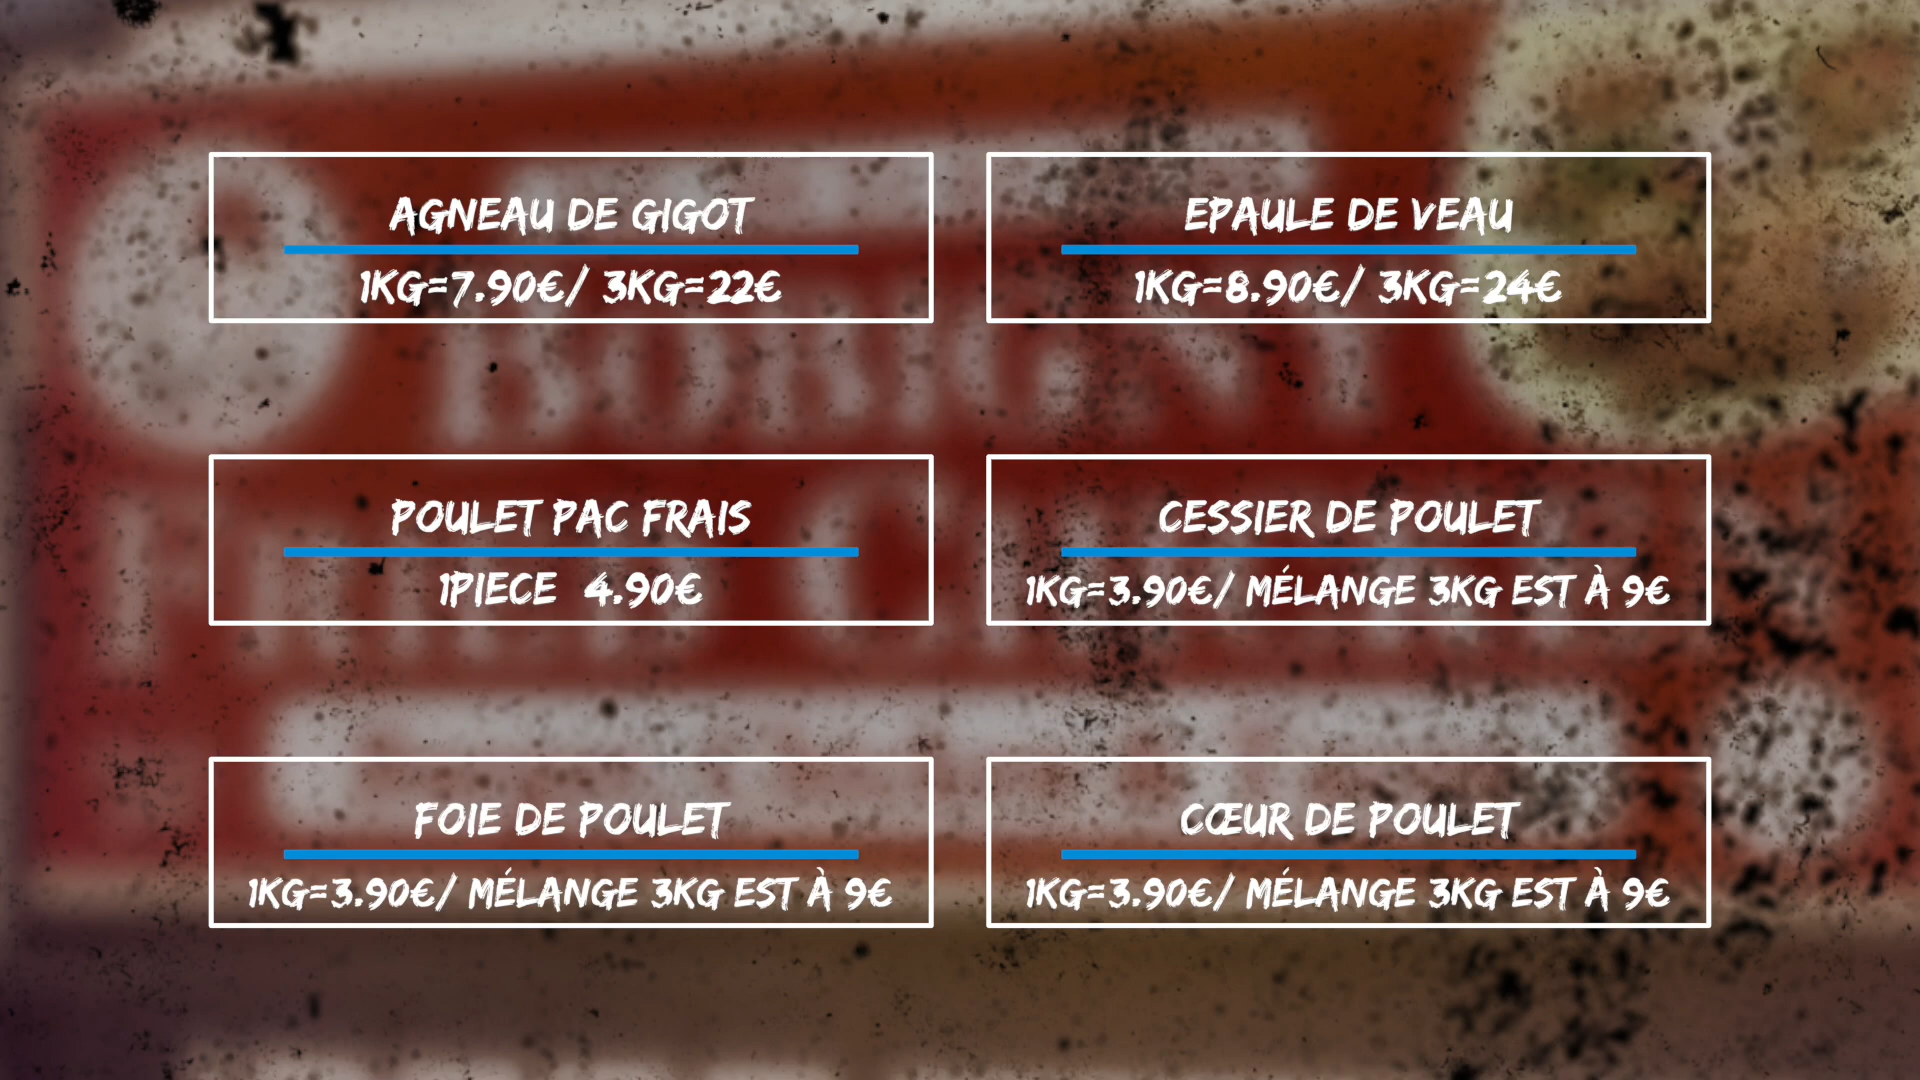 AGNEAU DE GIGOT
1KG=7.90€/ 3KG=22€
EPAULE DE VEAU
1KG=8.90€/ 3KG=24€
POULET PAC FRAIS
1PIECE 4.90€
CESSIER DE POULET
1KG=3.90€/ MÉLANGE 3KG EST À 9€
FOIE DE POULET
1KG=3.90€/ MÉLANGE 3KG EST À 9€
CŒUR DE POULET
1KG=3.90€/ MÉLANGE 3KG EST À 9€